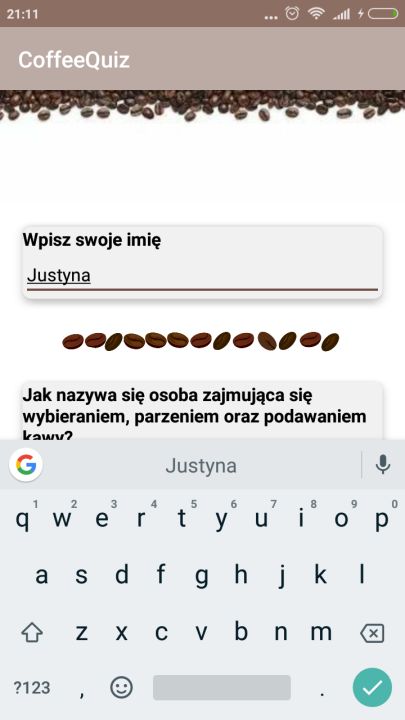 21:11
CoffeeQuiz
Wpisz swoje imię
Justyna
Jak nazywa się osoba zajmująca się
wybieraniem, parzeniem oraz podawaniem
kawy?
G
Justyna
1 2 3 4 5 6 7 8 9 0
q w e r t y u i o p
a s d f g h j k l
z x c v b n m
?123 , .